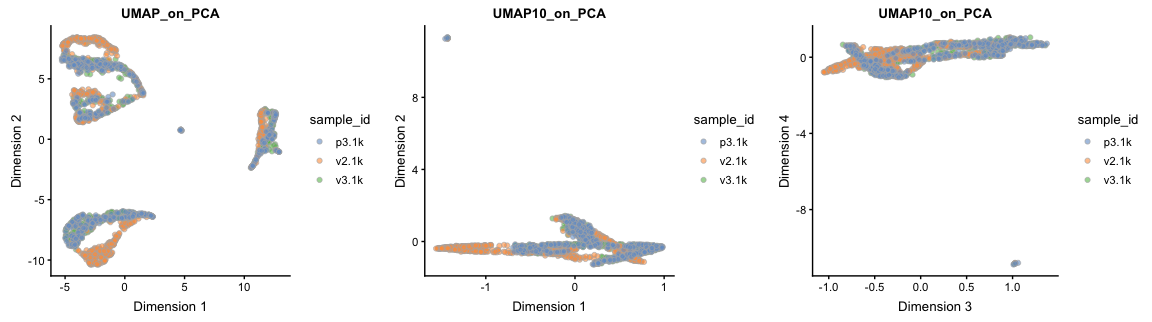 UMAP_on_PCA
Dimension 2
5
0
-5
-10
-5
0
5
10
Dimension 1
sample_id
p3.1k
v2.1k
v3.1k
UMAP10_on_PCA
Dimension 2
8
4
0
-1
0
1
Dimension 1
sample_id
p3.1k
v2.1k
v3.1k
UMAP10_on_PCA
Dimension 4
0
-4
-8
-1.0
-0.5
0.0
0.5
1.0
Dimension 3
sample_id
p3.1k
v2.1k
v3.1k